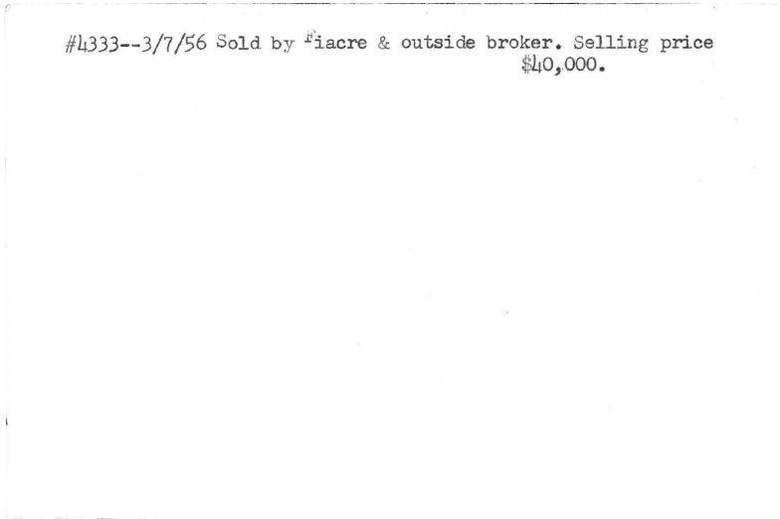 #4333--3/7/56 Sold by Fiacre & outside broker. Selling price
$40,000.